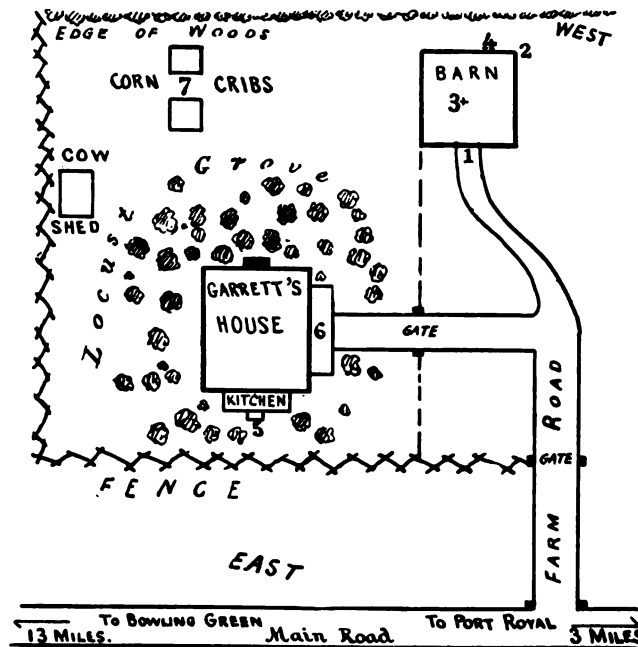 EDGE OF WOODS
WEST
4
2
BARN
3+
CORN 7 CRIBS
1
COW
SHED
Grove
Locust
GARRETT'S
HOUSE
6
GATE
KITCHEN
5
ROAD
GATE
FENCE
FARM
EAST
TO BOWLING GREEN
TO PORT ROYAL
13 MILES.
Main Road
3 MILES